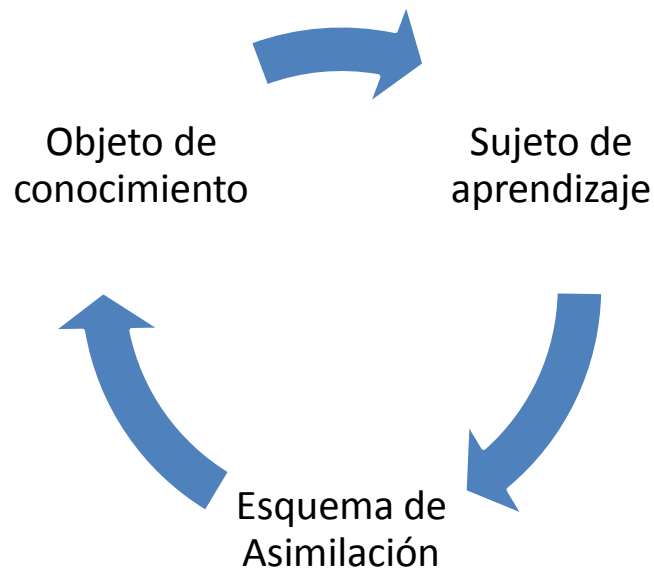 Objeto de
conocimiento
Sujeto de
aprendizaje
Esquema de
Asimilación